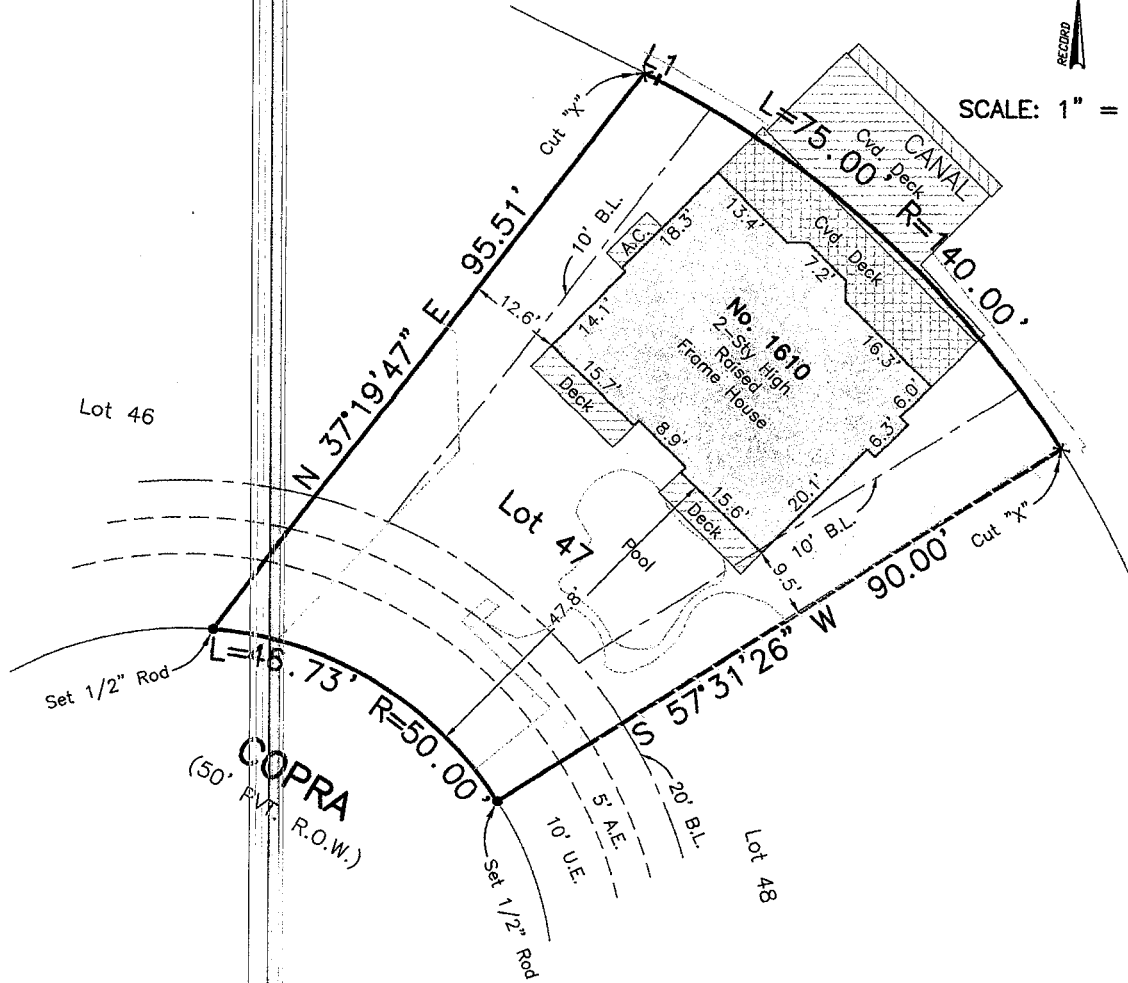 RECORD
SCALE: 1" =
L1
Cut "X"
L=75.00' R=140.00'
CANAL
Cvd. Deck
Cvd. Deck
N 37°19'47" E 95.51'
10' B.L.
A.C.
18.3'
13.4'
7.2'
12.6'
14.1'
No. 1610
2-Sty High
Raised
Frame House
16.3'
6.0'
6.3'
15.7'
Deck
8.9'
15.6'
Deck
20.1'
10' B.L.
Lot 46
Lot 47
Pool
47.8'
9.5'
Cut "X"
S 57°31'26" W 90.00'
Set 1/2" Rod
R=50.00'
COPRA
(50' PVT. R.O.W.)
20' B.L.
5' A.E.
10' U.E.
Lot 48
Set 1/2" Rod